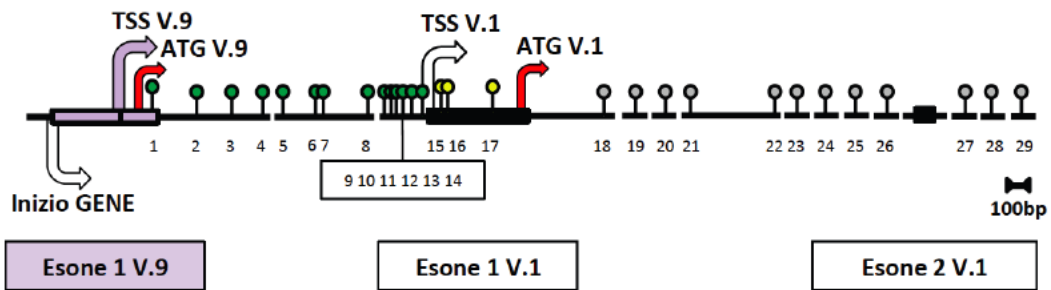 TSS V.9
ATG V.9
TSS V.1
ATG V.1
1 2 3 4 5 6 7 8 15 16 17 18 19 20 21 22 23 24 25 26 27 28 29
9 10 11 12 13 14
Inizio GENE
100bp
Esone 1 V.9
Esone 1 V.1
Esone 2 V.1